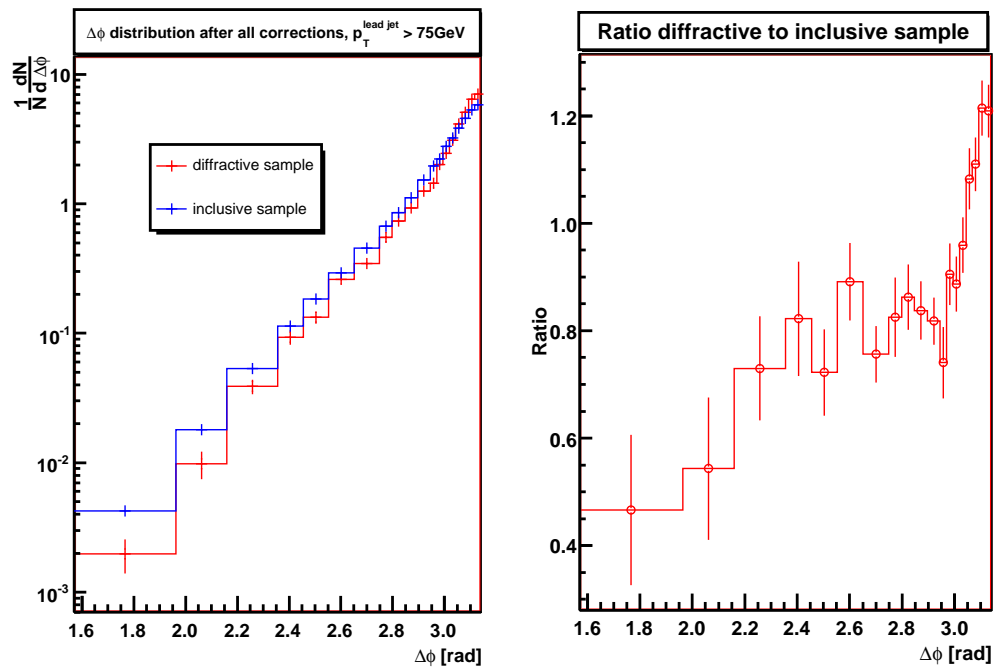 Δϕ distribution after all corrections, p_T^lead jet > 75GeV
1/N dN/d Δϕ
10
1
10^-1
10^-2
10^-3
diffractive sample
inclusive sample
1.6 1.8 2.0 2.2 2.4 2.6 2.8 3.0
Δϕ [rad]
Ratio diffractive to inclusive sample
Ratio
1.2
1.0
0.8
0.6
0.4
1.6 1.8 2.0 2.2 2.4 2.6 2.8 3.0
Δϕ [rad]